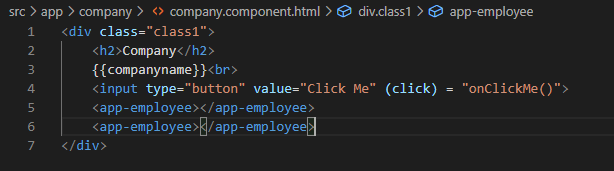 src > app > company > company.component.html > div.class1 > app-employee
1 <div class="class1">
2 <h2>Company</h2>
3 {{companyname}}<br>
4 <input type="button" value="Click Me" (click) = "onClickMe()">
5 <app-employee></app-employee>
6 <app-employee></app-employee>
7 </div>